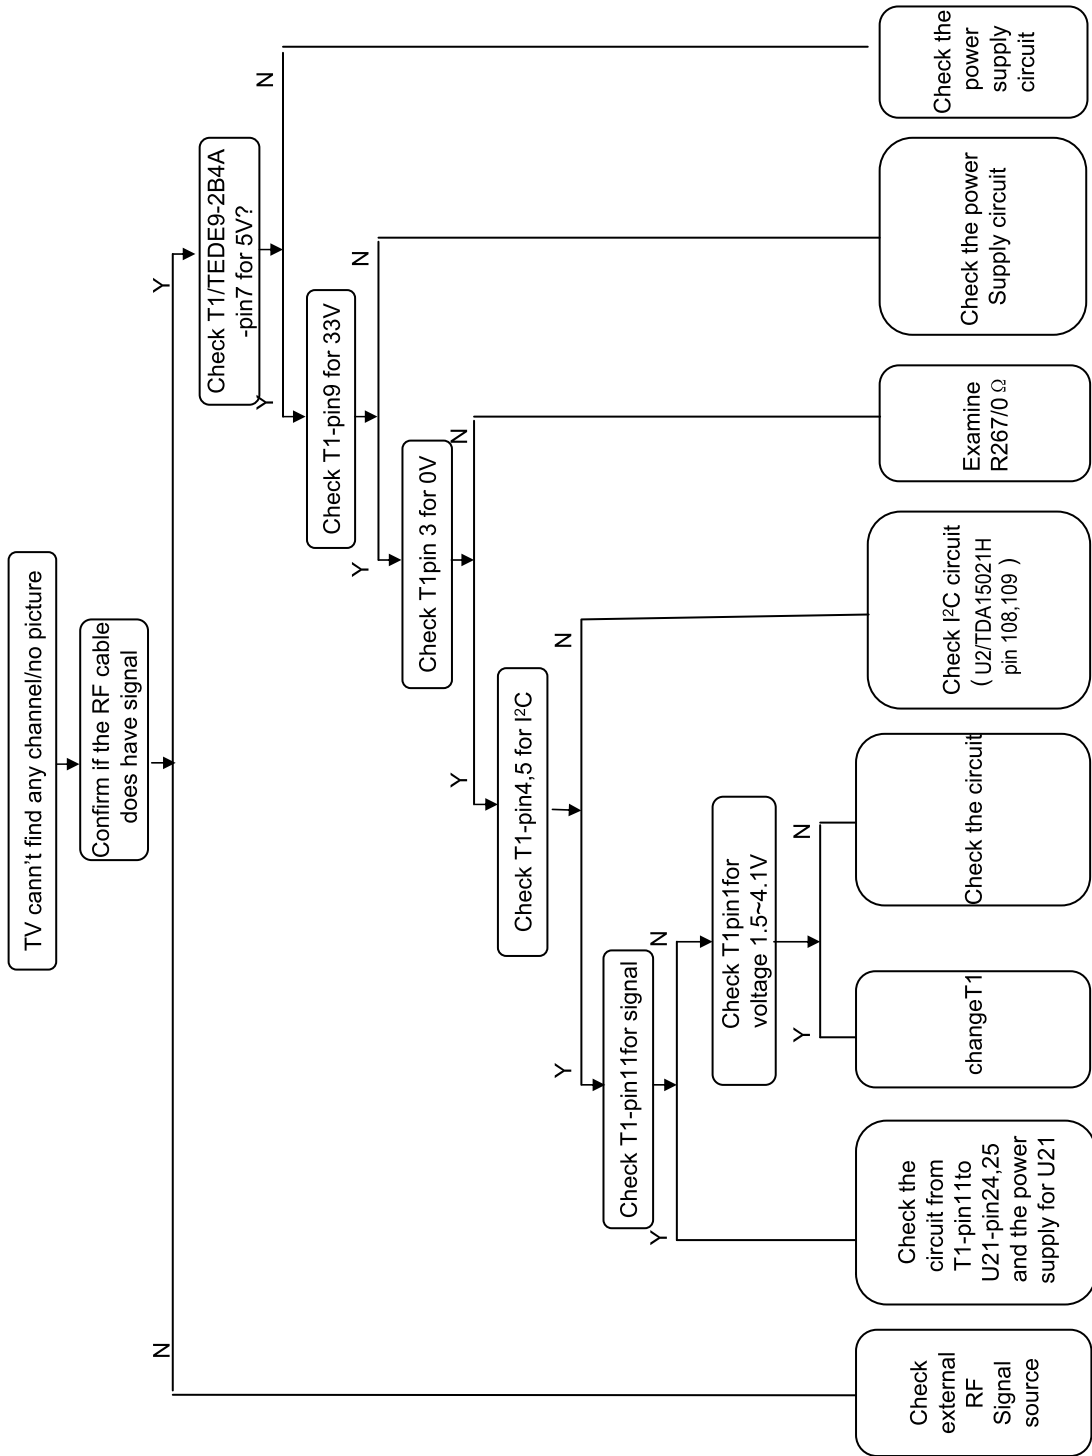 TV cann't find any channel/no picture
Confirm if the RF cable
does have signal
N
Y
Check T1/TEDE9-2B4A
-pin7 for 5V?
Y
N
Check T1-pin9 for 33V
Y
N
Check T1pin 3 for 0V
Y
N
Check T1-pin4,5 for I²C
Y
N
Check T1-pin11for signal
Y
N
Check T1pin1for
voltage 1.5~4.1V
Y
N
Check
external
RF
Signal
source
Check the
circuit from
T1-pin11to
U21-pin24,25
and the power
supply for U21
changeT1
Check the circuit
Check I²C circuit
( U2/TDA15021H
pin 108,109 )
Examine
R267/0 Ω
Check the power
Supply circuit
Check the
power
supply
circuit